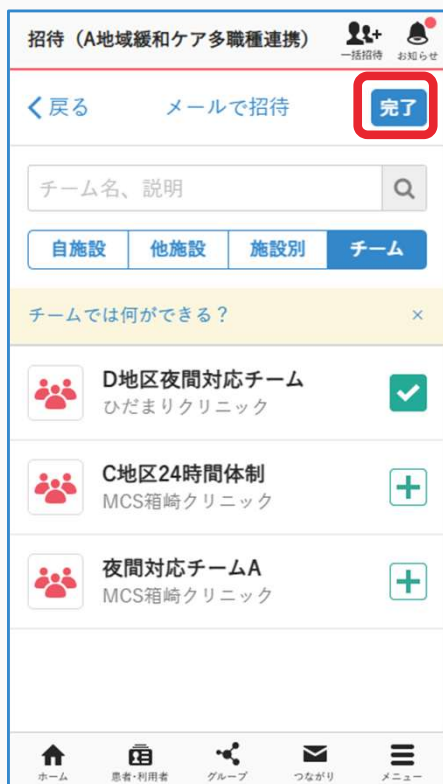 招待（A地域緩和ケア多職種連携）
一括招待
お知らせ
戻る
メールで招待
完了
チーム名、説明
自施設
他施設
施設別
チーム
チームでは何ができる？
×
D地区夜間対応チーム
ひだまりクリニック
C地区24時間体制
MCS箱崎クリニック
夜間対応チームA
MCS箱崎クリニック
ホーム
患者・利用者
グループ
つながり
メニュー